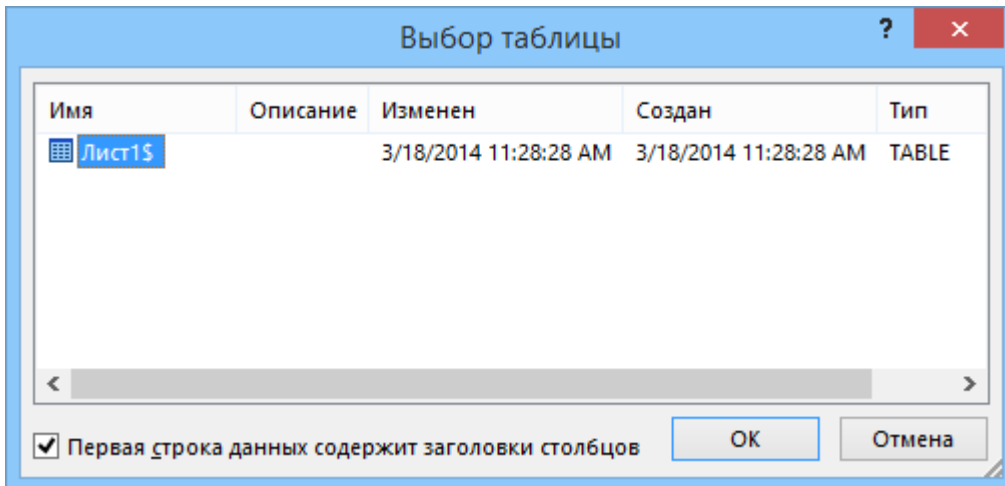 Выбор таблицы
?
Имя Описание Изменен Создан Тип
Лист1$ 3/18/2014 11:28:28 AM 3/18/2014 11:28:28 AM TABLE
Первая строка данных содержит заголовки столбцов OK Отмена